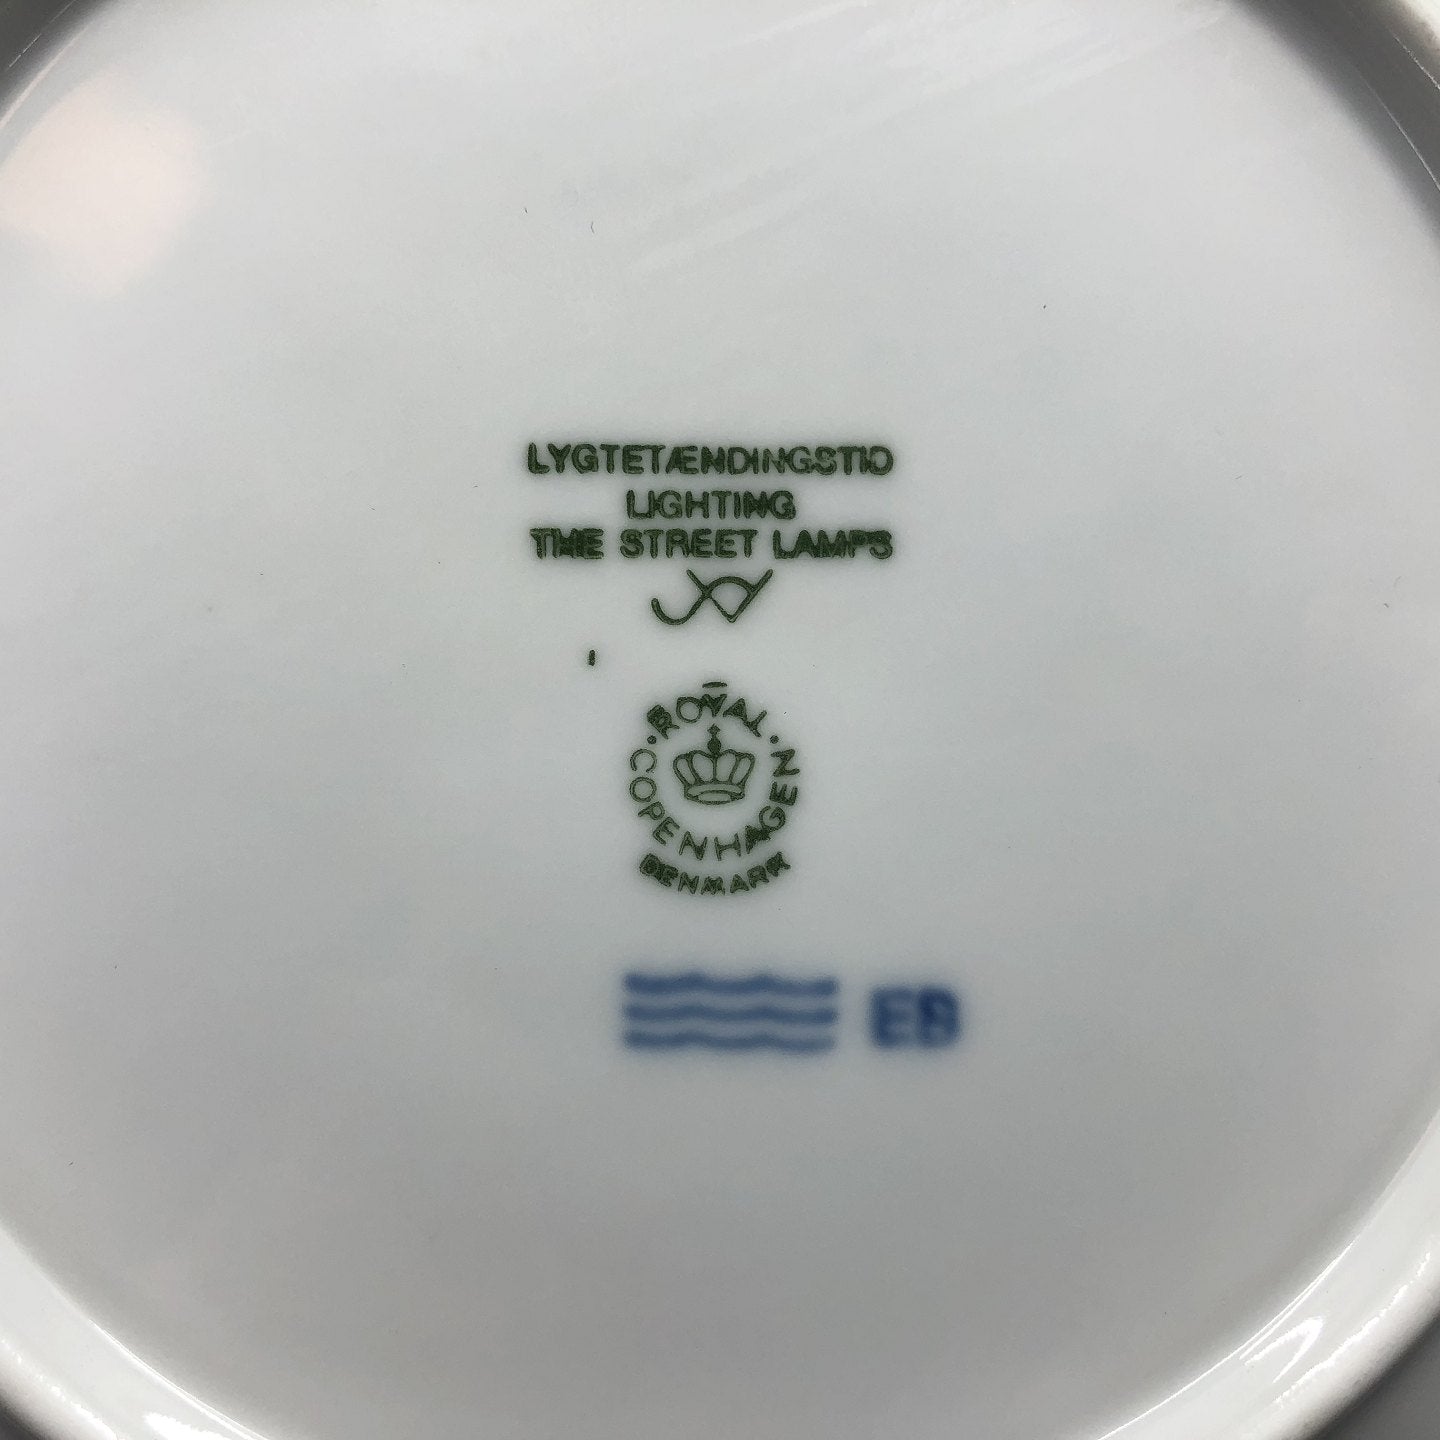 LYGTETÆNDINGSTID
LIGHTING
THE STREET LAMPS
ROYAL
COPENHAGEN
DENMARK
EB